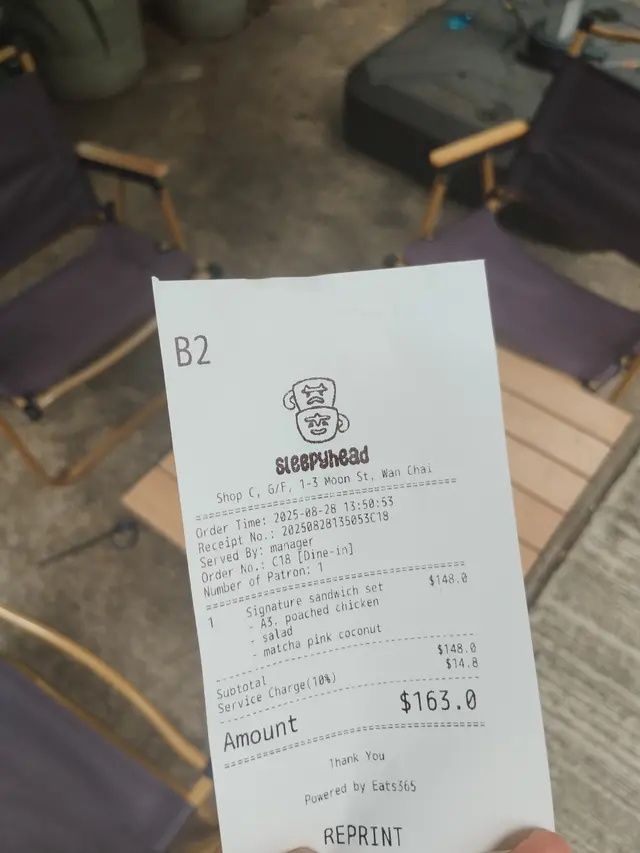 B2
sleepyhead
Shop C, G/F, 1-3 Moon St, Wan Chai
Order Time: 2025-08-28 13:50:53
Receipt No.: 20250828135053C18
Served By: manager
Order No.: C18 [Dine-in]
Number of Patron: 1
1 Signature sandwich set $148.0
- A3. poached chicken
- salad
- matcha pink coconut
Subtotal $148.0
Service Charge(10%) $14.8
Amount $163.0
Thank You
Powered by Eats365
REPRINT